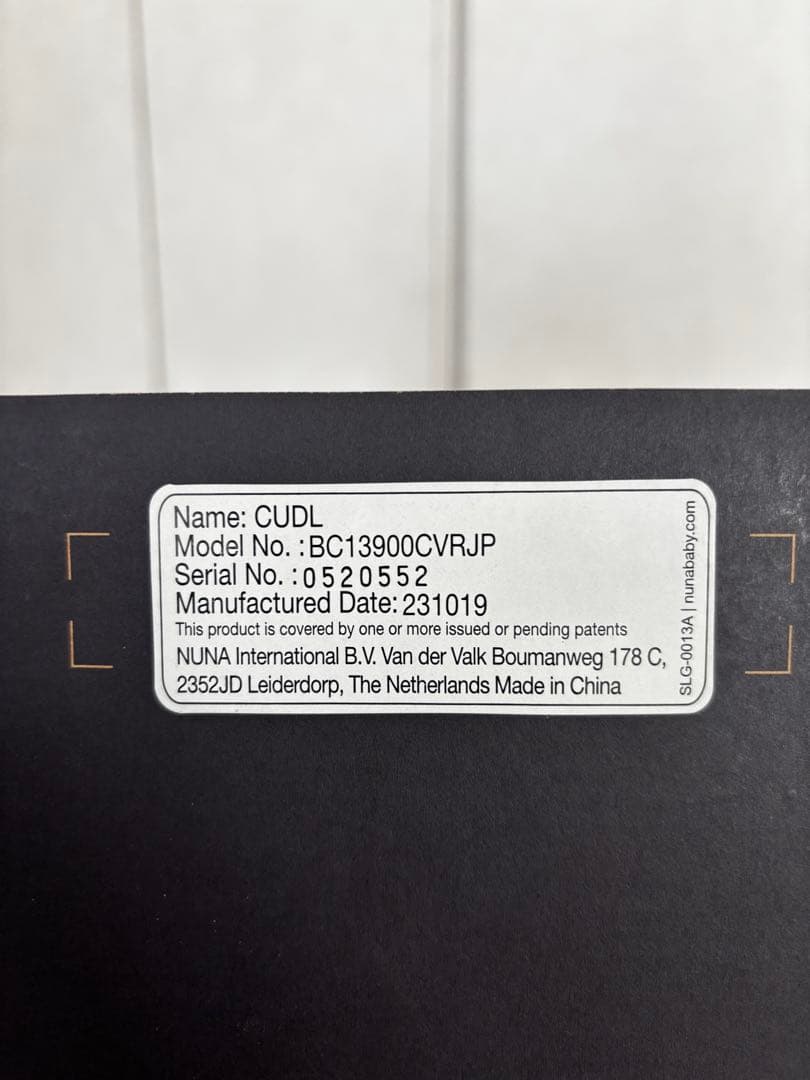 Name: CUDL
Model No. :BC13900CVRJP
Serial No. :0520552
Manufactured Date:231019
This product is covered by one or more issued or pending patents
NUNA International B.V. Van der Valk Boumanweg 178 C,
2352JD Leiderdorp, The Netherlands Made in China
SLG-0013A | nunababy.com